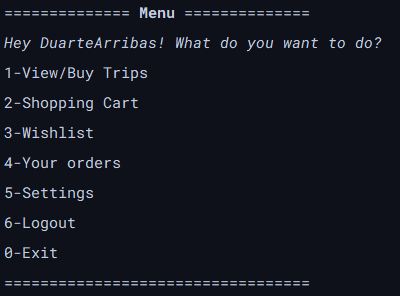 ============== Menu ==============
Hey DuarteArribas! What do you want to do?
1-View/Buy Trips
2-Shopping Cart
3-Wishlist
4-Your orders
5-Settings
6-Logout
0-Exit
==================================